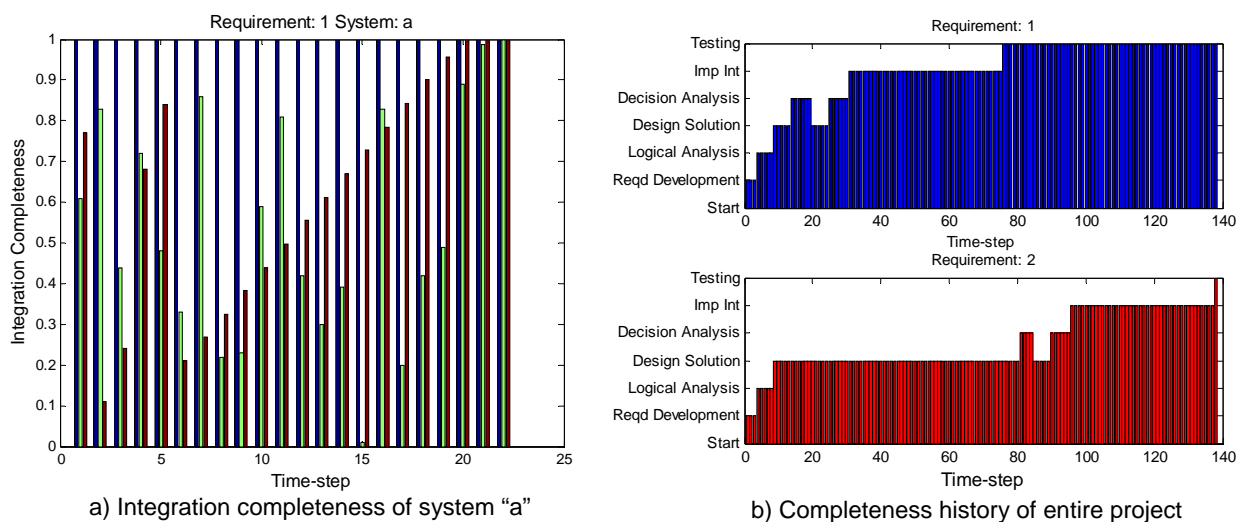 Requirement: 1 System: a
1
0.9
0.8
0.7
0.6
0.5
0.4
0.3
0.2
0.1
0
Integration Completeness
0 5 10 15 20 25
Time-step
a) Integration completeness of system “a”
Requirement: 1
Testing
Imp Int
Decision Analysis
Design Solution
Logical Analysis
Reqd Development
Start
0 20 40 60 80 100 120 140
Time-step
Requirement: 2
Testing
Imp Int
Decision Analysis
Design Solution
Logical Analysis
Reqd Development
Start
0 20 40 60 80 100 120 140
Time-step
b) Completeness history of entire project